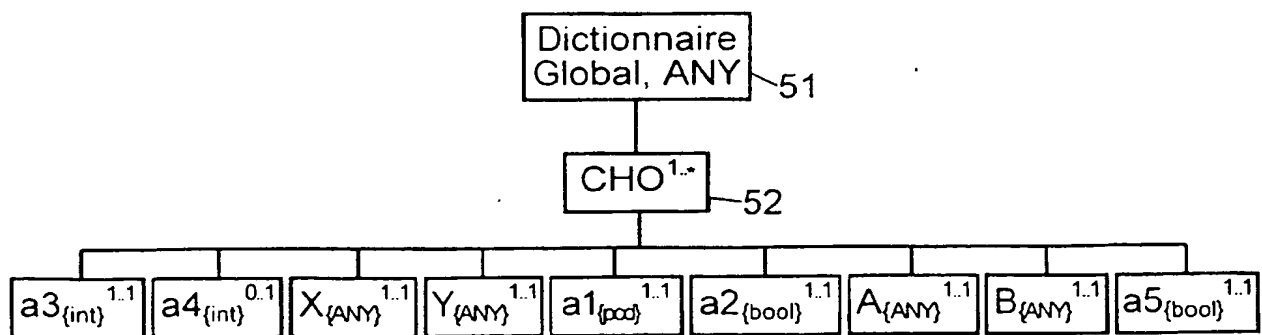 Dictionnaire
Global, ANY
51
CHO1..*
52
a3{int}1..1 a4{int}0..1 X{ANY}1..1 Y{ANY}1..1 a1{pcd}1..1 a2{bool}1..1 A{ANY}1..1 B{ANY}1..1 a5{bool}1..1